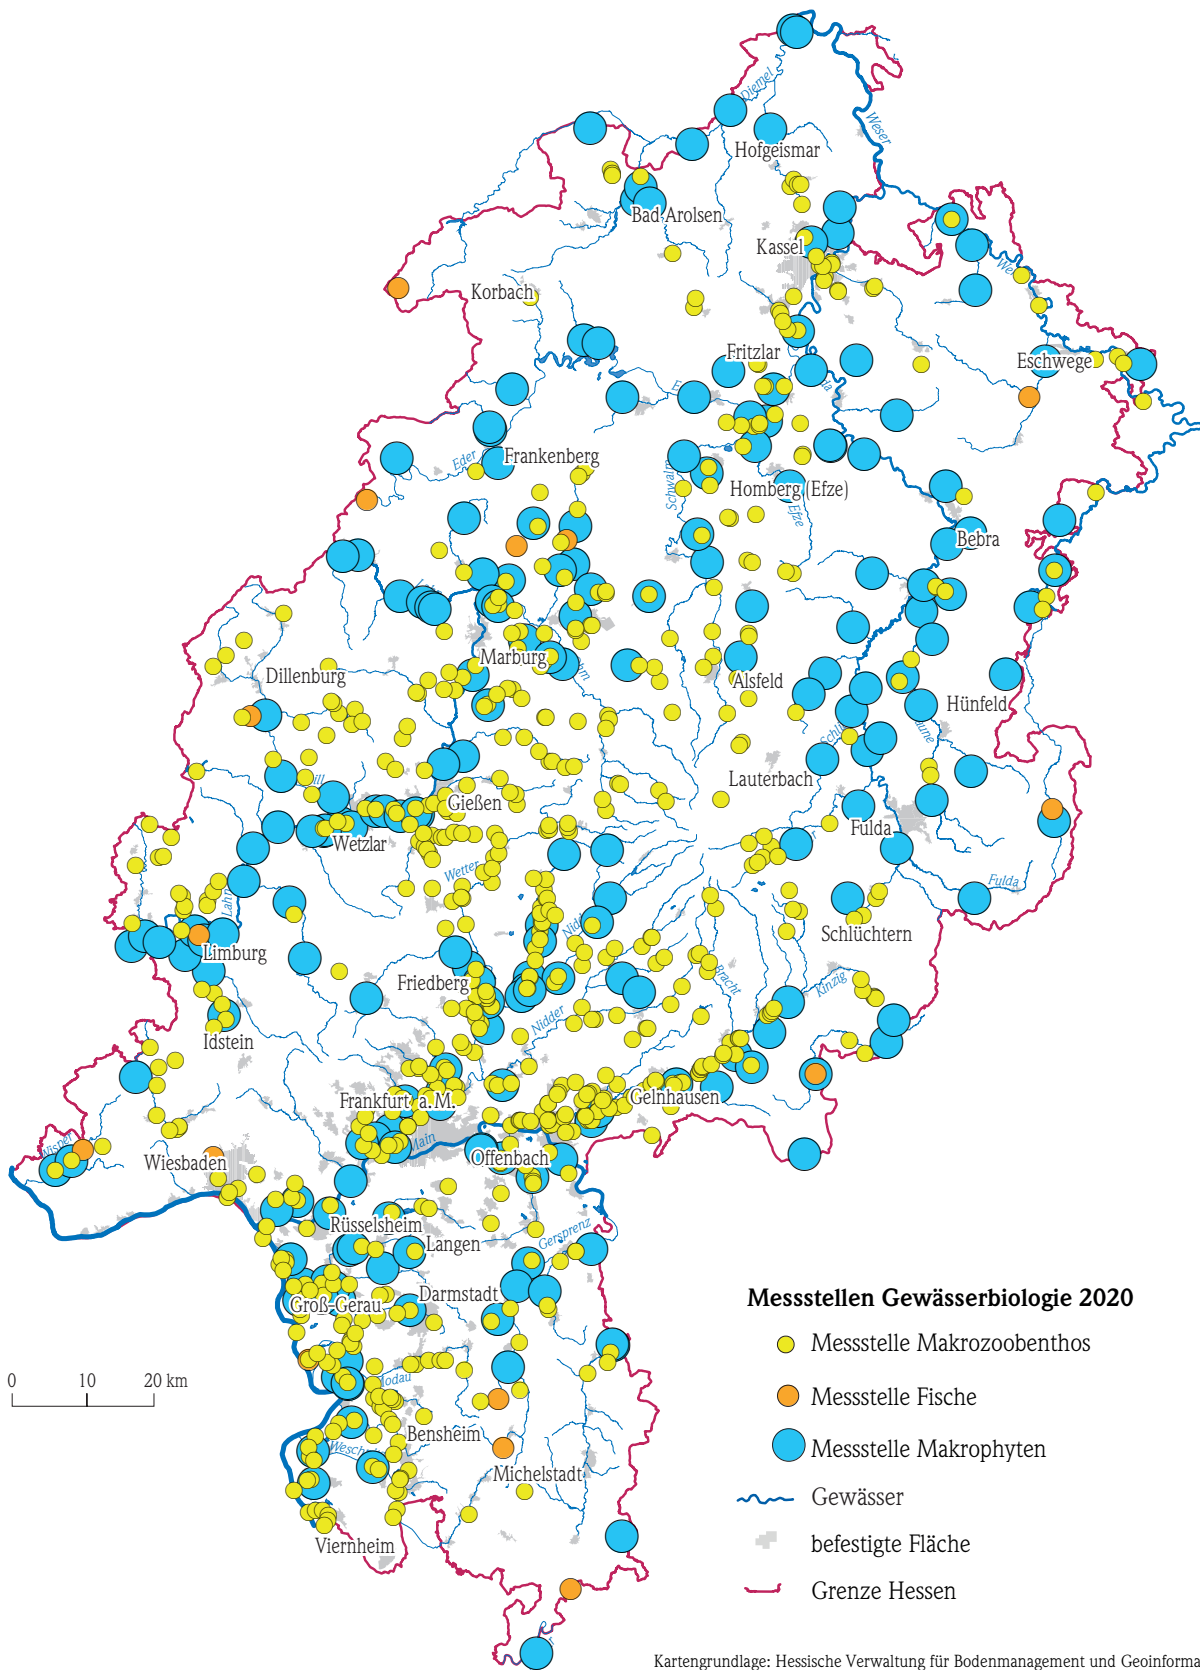 Diemel
Weser
Hofgeismar
Bad Arolsen
Kassel
Korbach
Fritzlar
Eschwege
Eder
Frankenberg
Schwalm
Homberg (Efze)
Efze
Bebra
Marburg
Dillenburg
Alsfeld
Hünfeld
Lauterbach
Gießen
Fulda
Wetzlar
Wetter
Fulda
Lahn
Limburg
Schlüchtern
Friedberg
Bracht
Kinzig
Nidder
Idstein
Gelnhausen
Frankfurt a. M.
Main
Wisper
Wiesbaden
Offenbach
Rüsselsheim
Langen
Gersprenz
Groß-Gerau
Darmstadt
Bensheim
Michelstadt
Viernheim
0 10 20 km
Messstellen Gewässerbiologie 2020
Messstelle Makrozoobenthos
Messstelle Fische
Messstelle Makrophyten
Gewässer
befestigte Fläche
Grenze Hessen
Kartengrundlage: Hessische Verwaltung für Bodenmanagement und Geoinforma